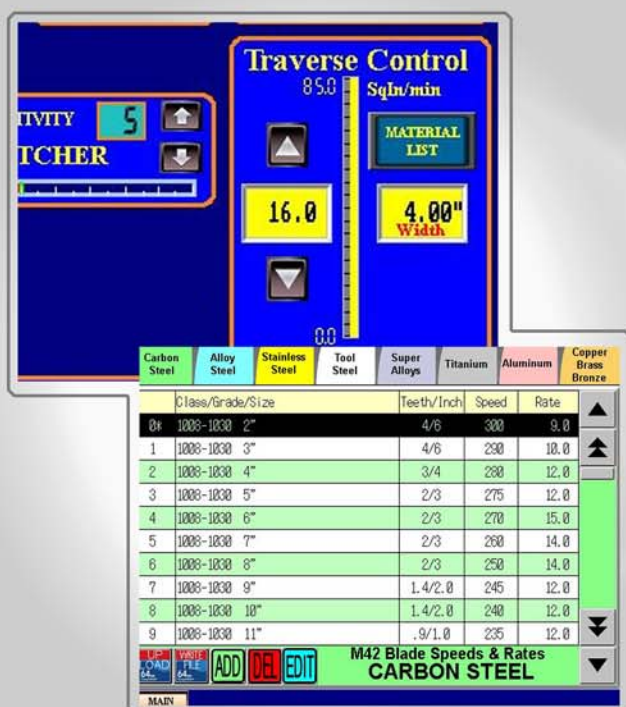 Traverse Control
85.0 SqIn/min
TIVITY 5
TCHER
MATERIAL
LIST
16.0
4.00"
Width
0.0
Carbon Steel Alloy Steel Stainless Steel Tool Steel Super Alloys Titanium Aluminum Copper Brass Bronze
Class/Grade/Size Teeth/Inch Speed Rate
0* 1008-1030 2" 4/6 300 9.0
1 1008-1030 3" 4/6 290 10.0
2 1008-1030 4" 3/4 280 12.0
3 1008-1030 5" 2/3 275 12.0
4 1008-1030 6" 2/3 270 15.0
5 1008-1030 7" 2/3 260 14.0
6 1008-1030 8" 2/3 250 14.0
7 1008-1030 9" 1.4/2.0 245 12.0
8 1008-1030 10" 1.4/2.0 240 12.0
9 1008-1030 11" .9/1.0 235 12.0
UP LOAD WRITE FILE ADD DEL EDIT
M42 Blade Speeds & Rates
CARBON STEEL
MAIN